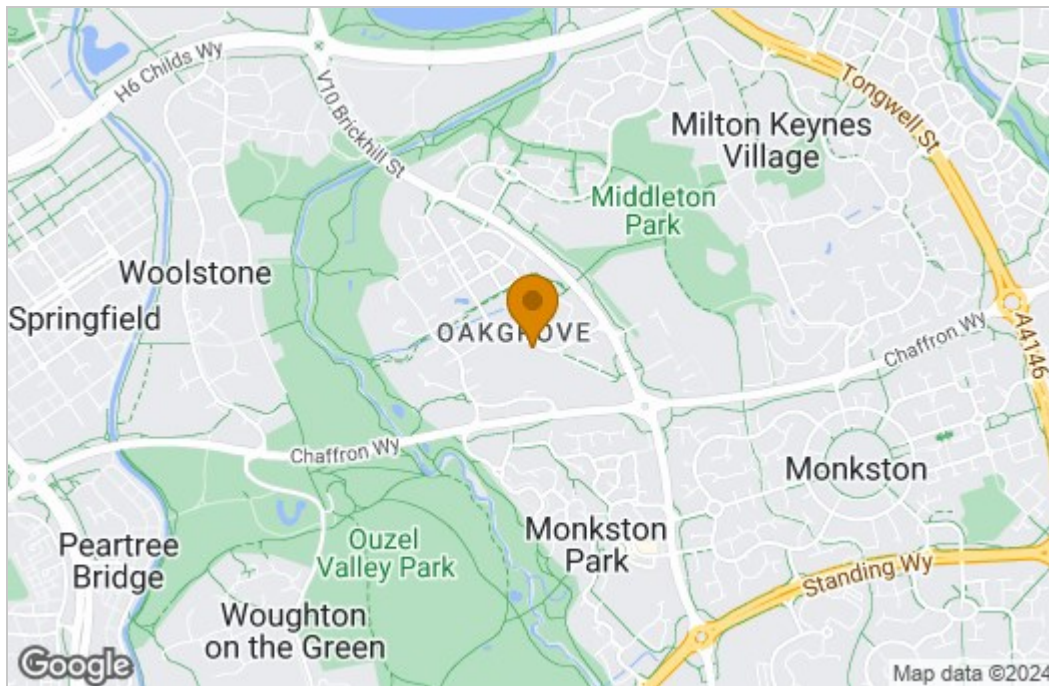 H6 Childs Wy
V10 Brickhill St
Tongwell St
Milton Keynes
Village
Middleton
Park
Woolstone
Springfield
OAKGROVE
A4146
Chaffron Wy
Chaffron Wy
Monkston
Peartree
Bridge
Ouzel
Valley Park
Monkston
Park
Standing Wy
Woughton
on the Green
Google
Map data ©2024